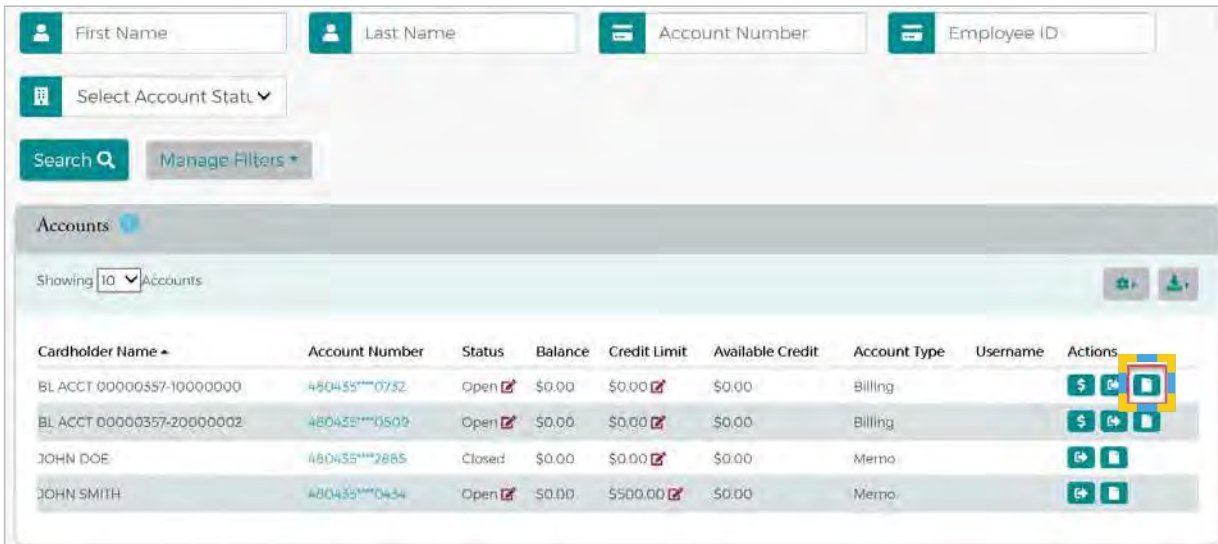 First Name Last Name Account Number Employee ID
Select Account Statu
Search Manage Filters
Accounts
Showing 10 Accounts
Cardholder Name Account Number Status Balance Credit Limit Available Credit Account Type Username Actions
BL ACCT 00000357-10000000 480435****0732 Open $0.00 $0.00 $0.00 Billing $
BL ACCT 00000357-20000002 480435****0509 Open $0.00 $0.00 $0.00 Billing $
JOHN DOE 480435****2885 Closed $0.00 $0.00 $0.00 Memo
JOHN SMITH 480435****0434 Open $0.00 $500.00 $0.00 Memo